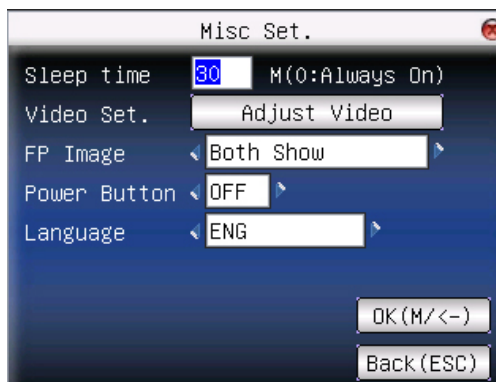 Misc Set.
Sleep time 30 M(0:Always On)
Video Set. Adjust Video
FP Image Both Show
Power Button OFF
Language ENG
OK(M/<-)
Back(ESC)